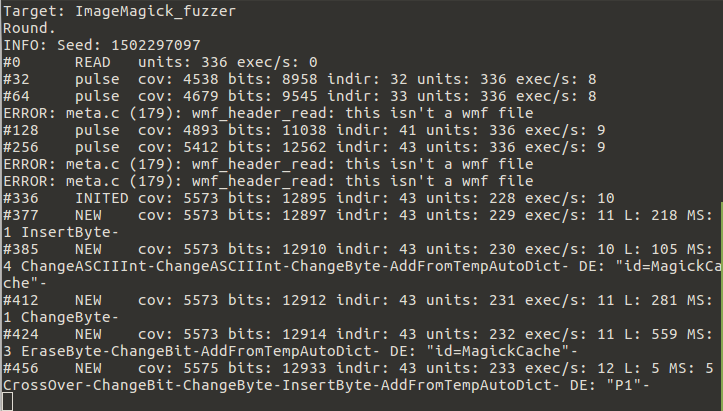 Target: ImageMagick_fuzzer
Round.
INFO: Seed: 1502297097
#0      READ   units: 336 exec/s: 0
#32     pulse  cov: 4538 bits: 8958 indir: 32 units: 336 exec/s: 8
#64     pulse  cov: 4679 bits: 9545 indir: 33 units: 336 exec/s: 8
ERROR: meta.c (179): wmf_header_read: this isn't a wmf file
#128    pulse  cov: 4893 bits: 11038 indir: 41 units: 336 exec/s: 9
#256    pulse  cov: 5412 bits: 12562 indir: 43 units: 336 exec/s: 9
ERROR: meta.c (179): wmf_header_read: this isn't a wmf file
ERROR: meta.c (179): wmf_header_read: this isn't a wmf file
#336    INITED cov: 5573 bits: 12895 indir: 43 units: 228 exec/s: 10
#377    NEW    cov: 5573 bits: 12897 indir: 43 units: 229 exec/s: 11 L: 218 MS:
1 InsertByte-
#385    NEW    cov: 5573 bits: 12910 indir: 43 units: 230 exec/s: 10 L: 105 MS:
4 ChangeASCIIInt-ChangeASCIIInt-ChangeByte-AddFromTempAutoDict- DE: "id=MagickCa
che"-
#412    NEW    cov: 5573 bits: 12912 indir: 43 units: 231 exec/s: 11 L: 281 MS:
1 ChangeByte-
#424    NEW    cov: 5573 bits: 12914 indir: 43 units: 232 exec/s: 11 L: 559 MS:
3 EraseByte-ChangeBit-AddFromTempAutoDict- DE: "id=MagickCache"-
#456    NEW    cov: 5575 bits: 12933 indir: 43 units: 233 exec/s: 12 L: 5 MS: 5
CrossOver-ChangeBit-ChangeByte-InsertByte-AddFromTempAutoDict- DE: "P1"-